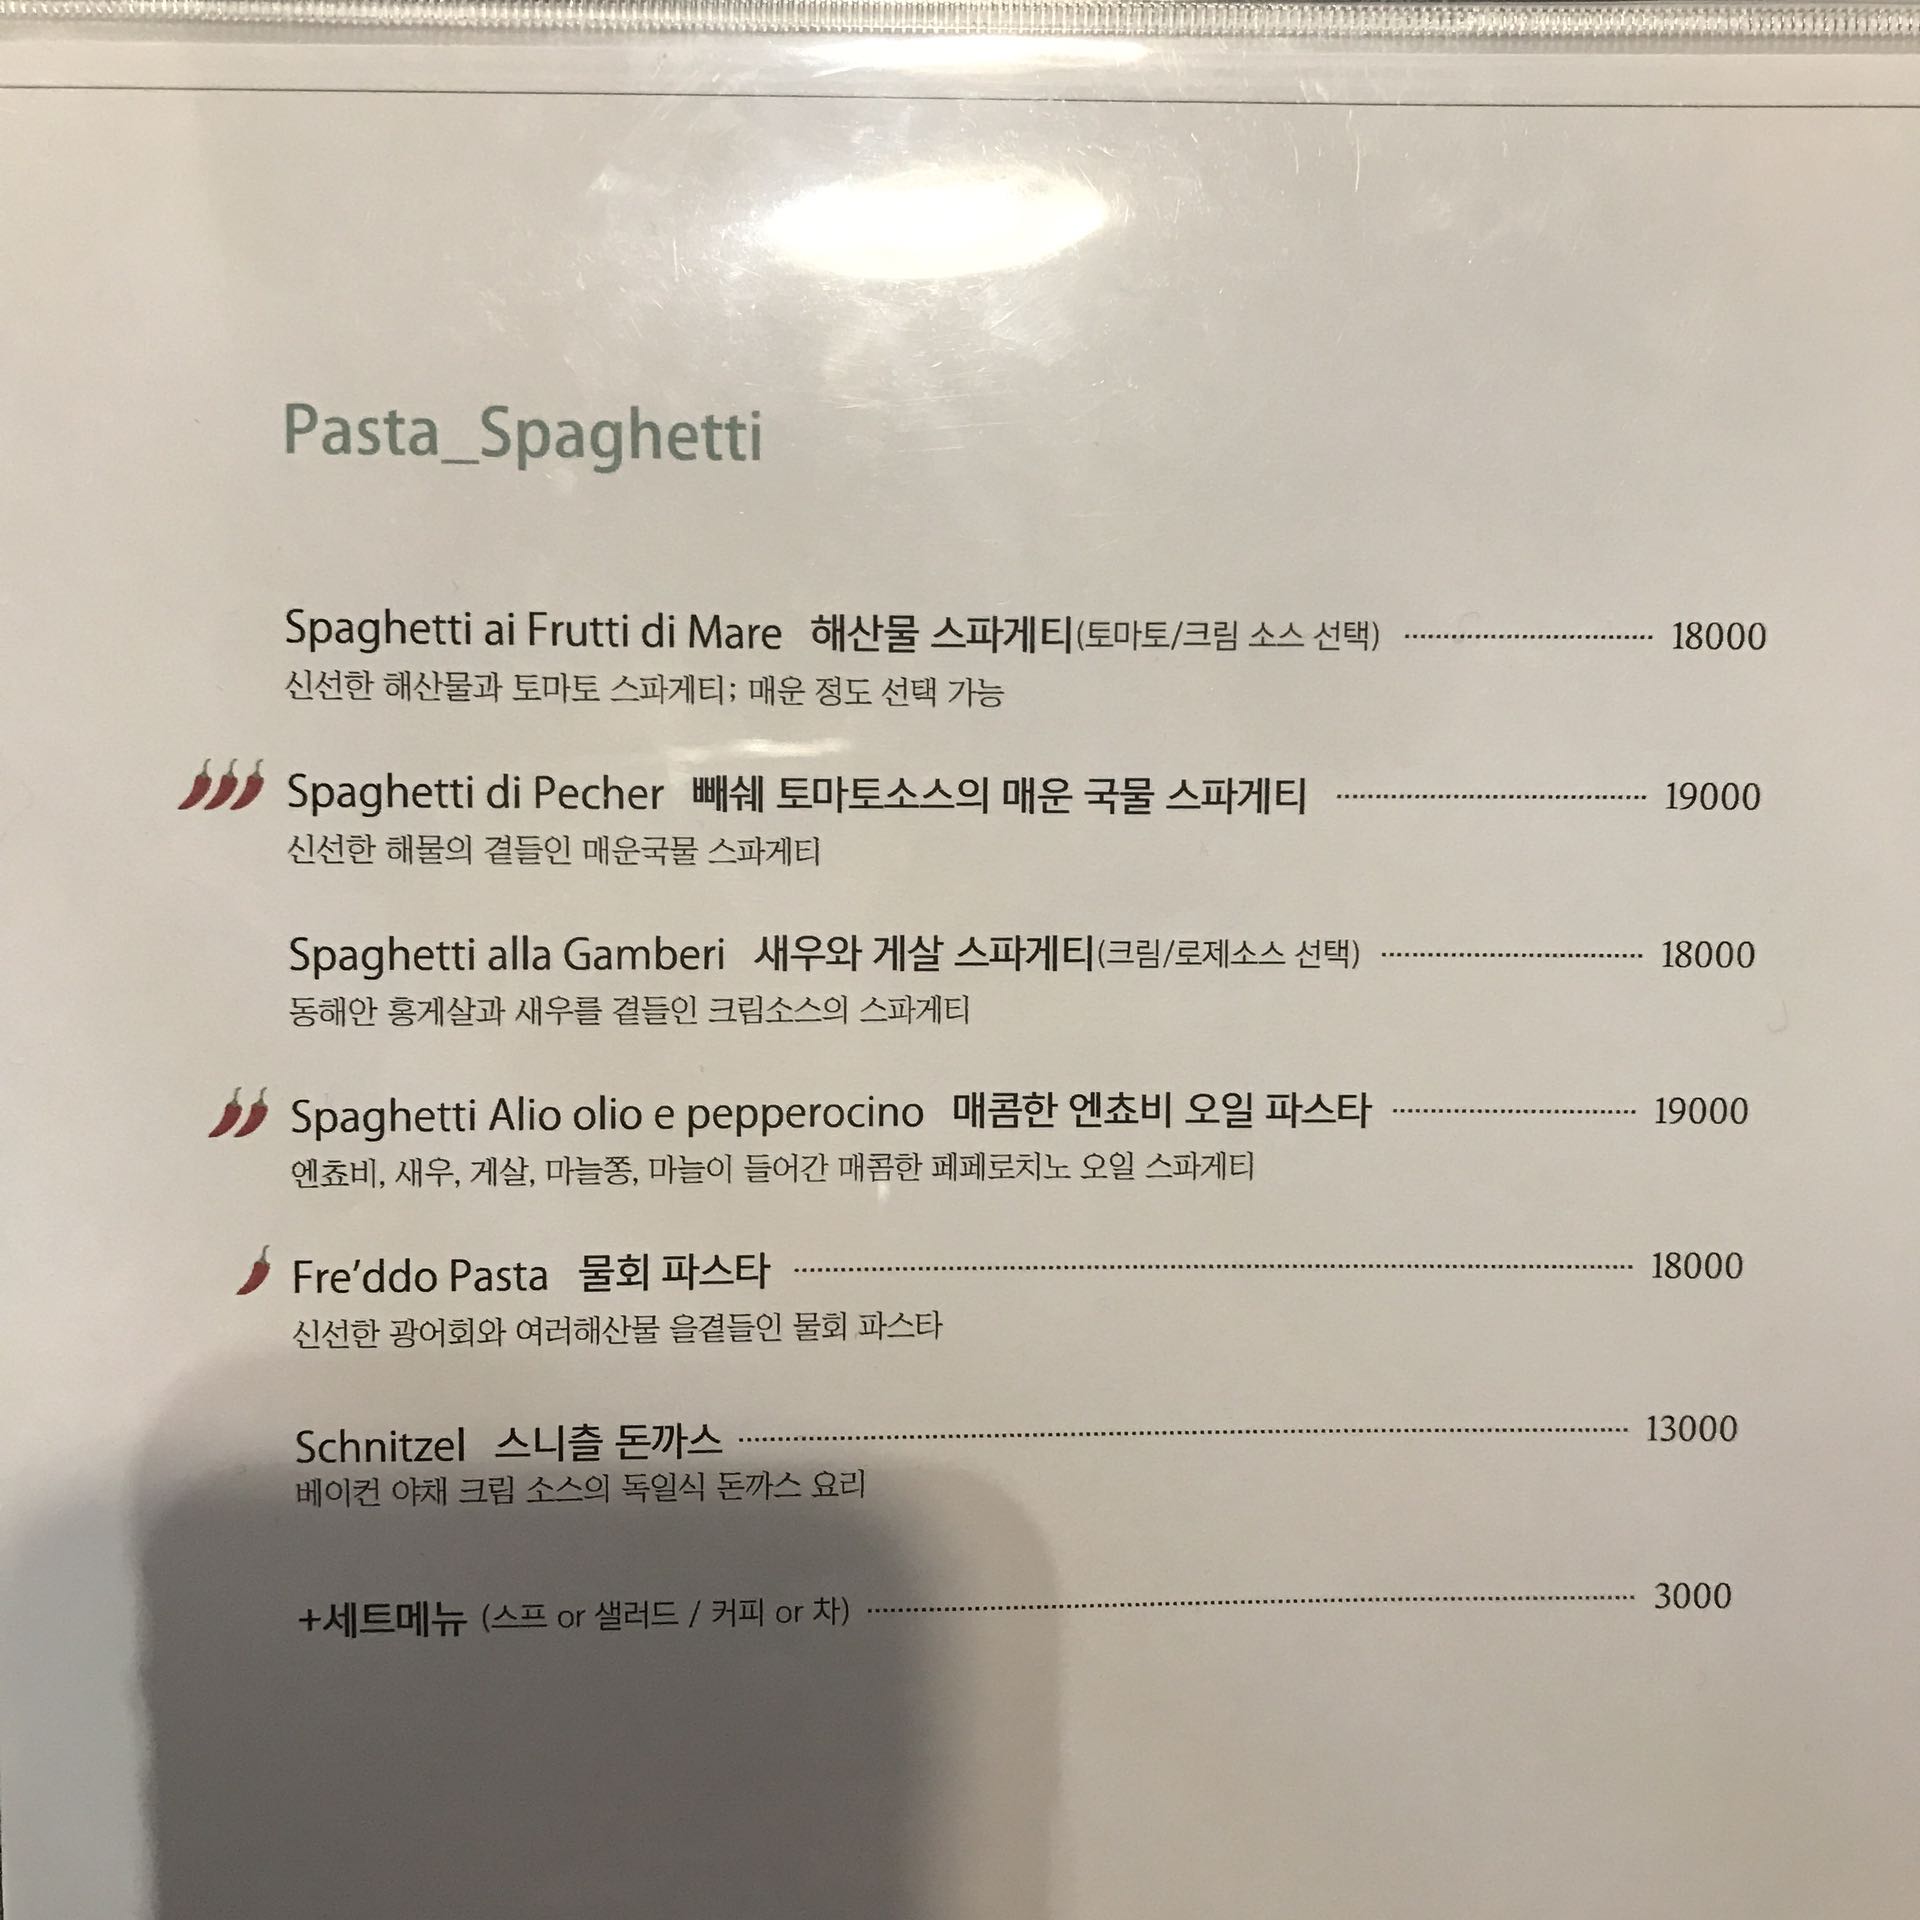 Pasta_Spaghetti
Spaghetti ai Frutti di Mare 해산물 스파게티(토마토/크림 소스 선택) 18000
신선한 해산물과 토마토 스파게티; 매운 정도 선택 가능
Spaghetti di Pecher 빼쉐 토마토소스의 매운 국물 스파게티 19000
신선한 해물의 곁들인 매운국물 스파게티
Spaghetti alla Gamberi 새우와 게살 스파게티(크림/로제소스 선택) 18000
동해안 홍게살과 새우를 곁들인 크림소스의 스파게티
Spaghetti Alio olio e pepperocino 매콤한 엔쵸비 오일 파스타 19000
엔쵸비, 새우, 게살, 마늘쫑, 마늘이 들어간 매콤한 페페로치노 오일 스파게티
Fre'ddo Pasta 물회 파스타 18000
신선한 광어회와 여러해산물 을곁들인 물회 파스타
Schnitzel 스니츨 돈까스 13000
베이컨 야채 크림 소스의 독일식 돈까스 요리
+세트메뉴 (스프 or 샐러드 / 커피 or 차) 3000